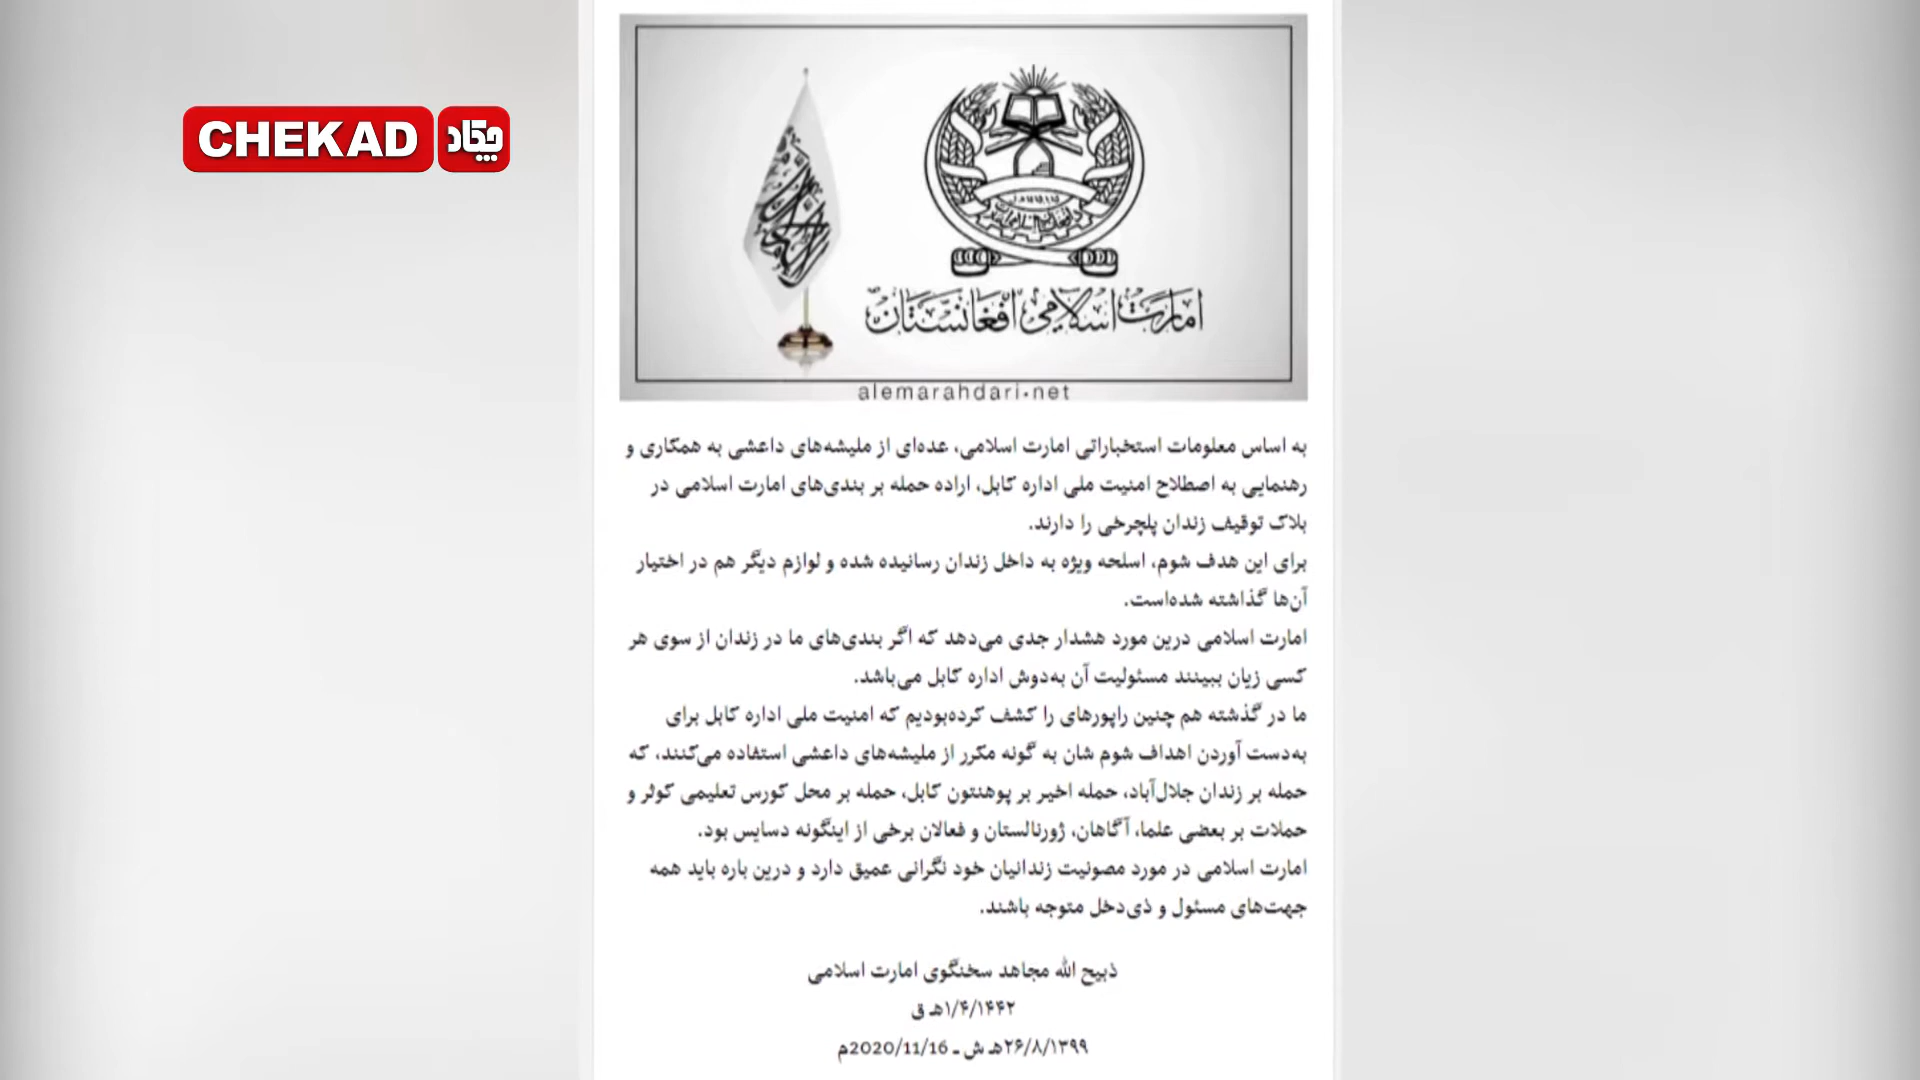 CHEKAD چکاد
امارت اسلامی افغانستان
alemarahdari.net
به اساس معلومات استخباراتی امارت اسلامی، عده‌ای از ملیشه‌های داعشی به همکاری و
رهنمایی به اصطلاح امنیت ملی اداره کابل، اراده حمله بر بندی‌های امارت اسلامی در
بلاک توقیف زندان پلچرخی را دارند.
برای این هدف شوم، اسلحه ویژه به داخل زندان رسانیده شده و لوازم دیگر هم در اختیار
آن‌ها گذاشته شده‌است.
امارت اسلامی درین مورد هشدار جدی می‌دهد که اگر بندی‌های ما در زندان از سوی هر
کسی زیان ببینند مسئولیت آن به‌دوش اداره کابل می‌باشد.
ما در گذشته هم چنین راپورهای را کشف کرده‌بودیم که امنیت ملی اداره کابل برای
به‌دست آوردن اهداف شوم شان به گونه مکرر از ملیشه‌های داعشی استفاده می‌کنند، که
حمله بر زندان جلال‌آباد، حمله اخیر بر پوهنتون کابل، حمله بر محل کورس تعلیمی کوثر و
حملات بر بعضی علما، آگاهان، ژورنالستان و فعالان برخی از اینگونه دسایس بود.
امارت اسلامی در مورد مصونیت زندانیان خود نگرانی عمیق دارد و درین باره باید همه
جهت‌های مسئول و ذی‌دخل متوجه باشند.
ذبیح الله مجاهد سخنگوی امارت اسلامی
۱/۴/۱۴۴۲هـ ق
۲۶/۸/۱۳۹۹هـ ش ـ 2020/11/16م